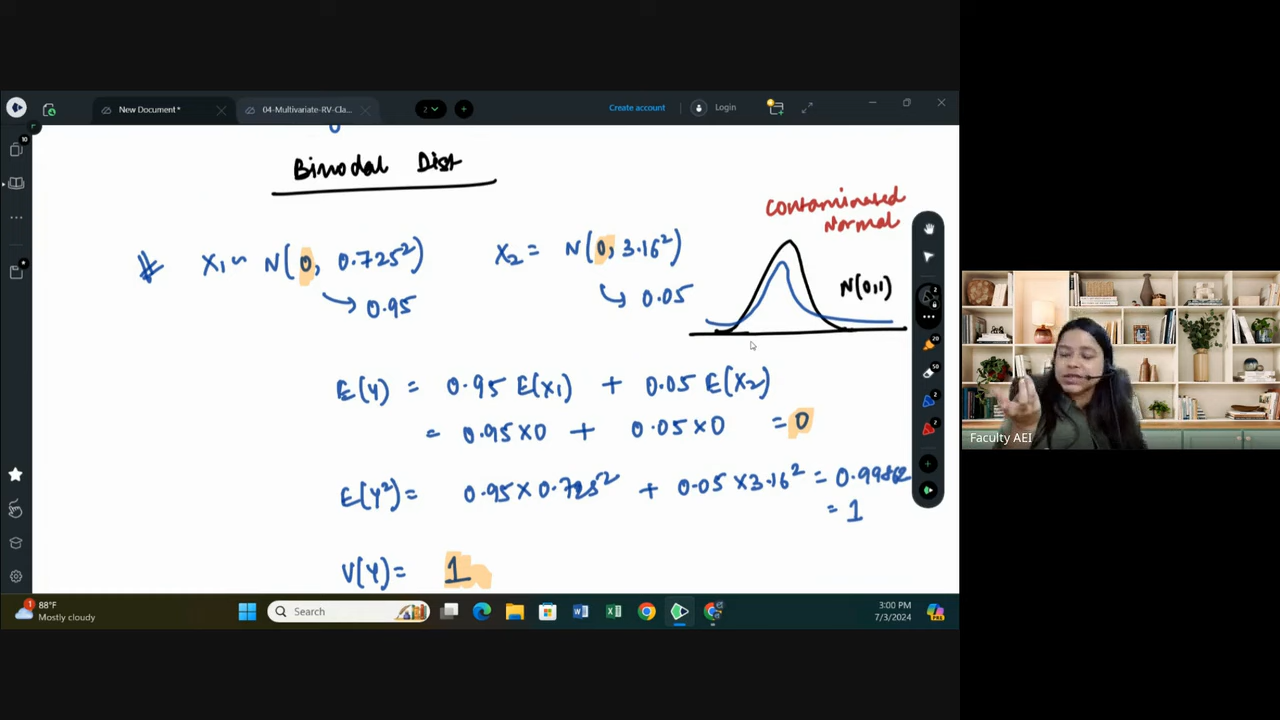 New Document*
04-Multivariate-RV-Cla...
2
Create account
Login
Binodal Dist
Contaminated
Normal
X₁ ~ N(0, 0.725²)
X₂ = N(0, 3.16²)
0.95
0.05
N(0,1)
E(Y) = 0.95 E(X₁) + 0.05 E(X₂)
= 0.95×0 + 0.05×0 = 0
E(Y²) = 0.95×0.725² + 0.05×3.16² = 0.99862
= 1
V(Y) = 1
Faculty AEI
88°F
Mostly cloudy
Search
3:00 PM
7/3/2024